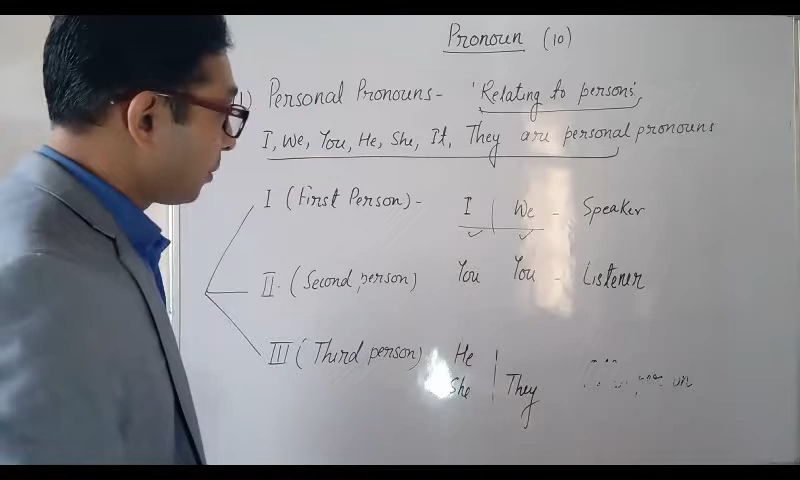 Pronoun (10)
1) Personal Pronouns- 'Relating to persons'
I, We, You, He, She, It, They are personal pronouns
I (First Person) - I | We - Speaker
II. (Second person) You You - Listener
III (Third person) He
She | They